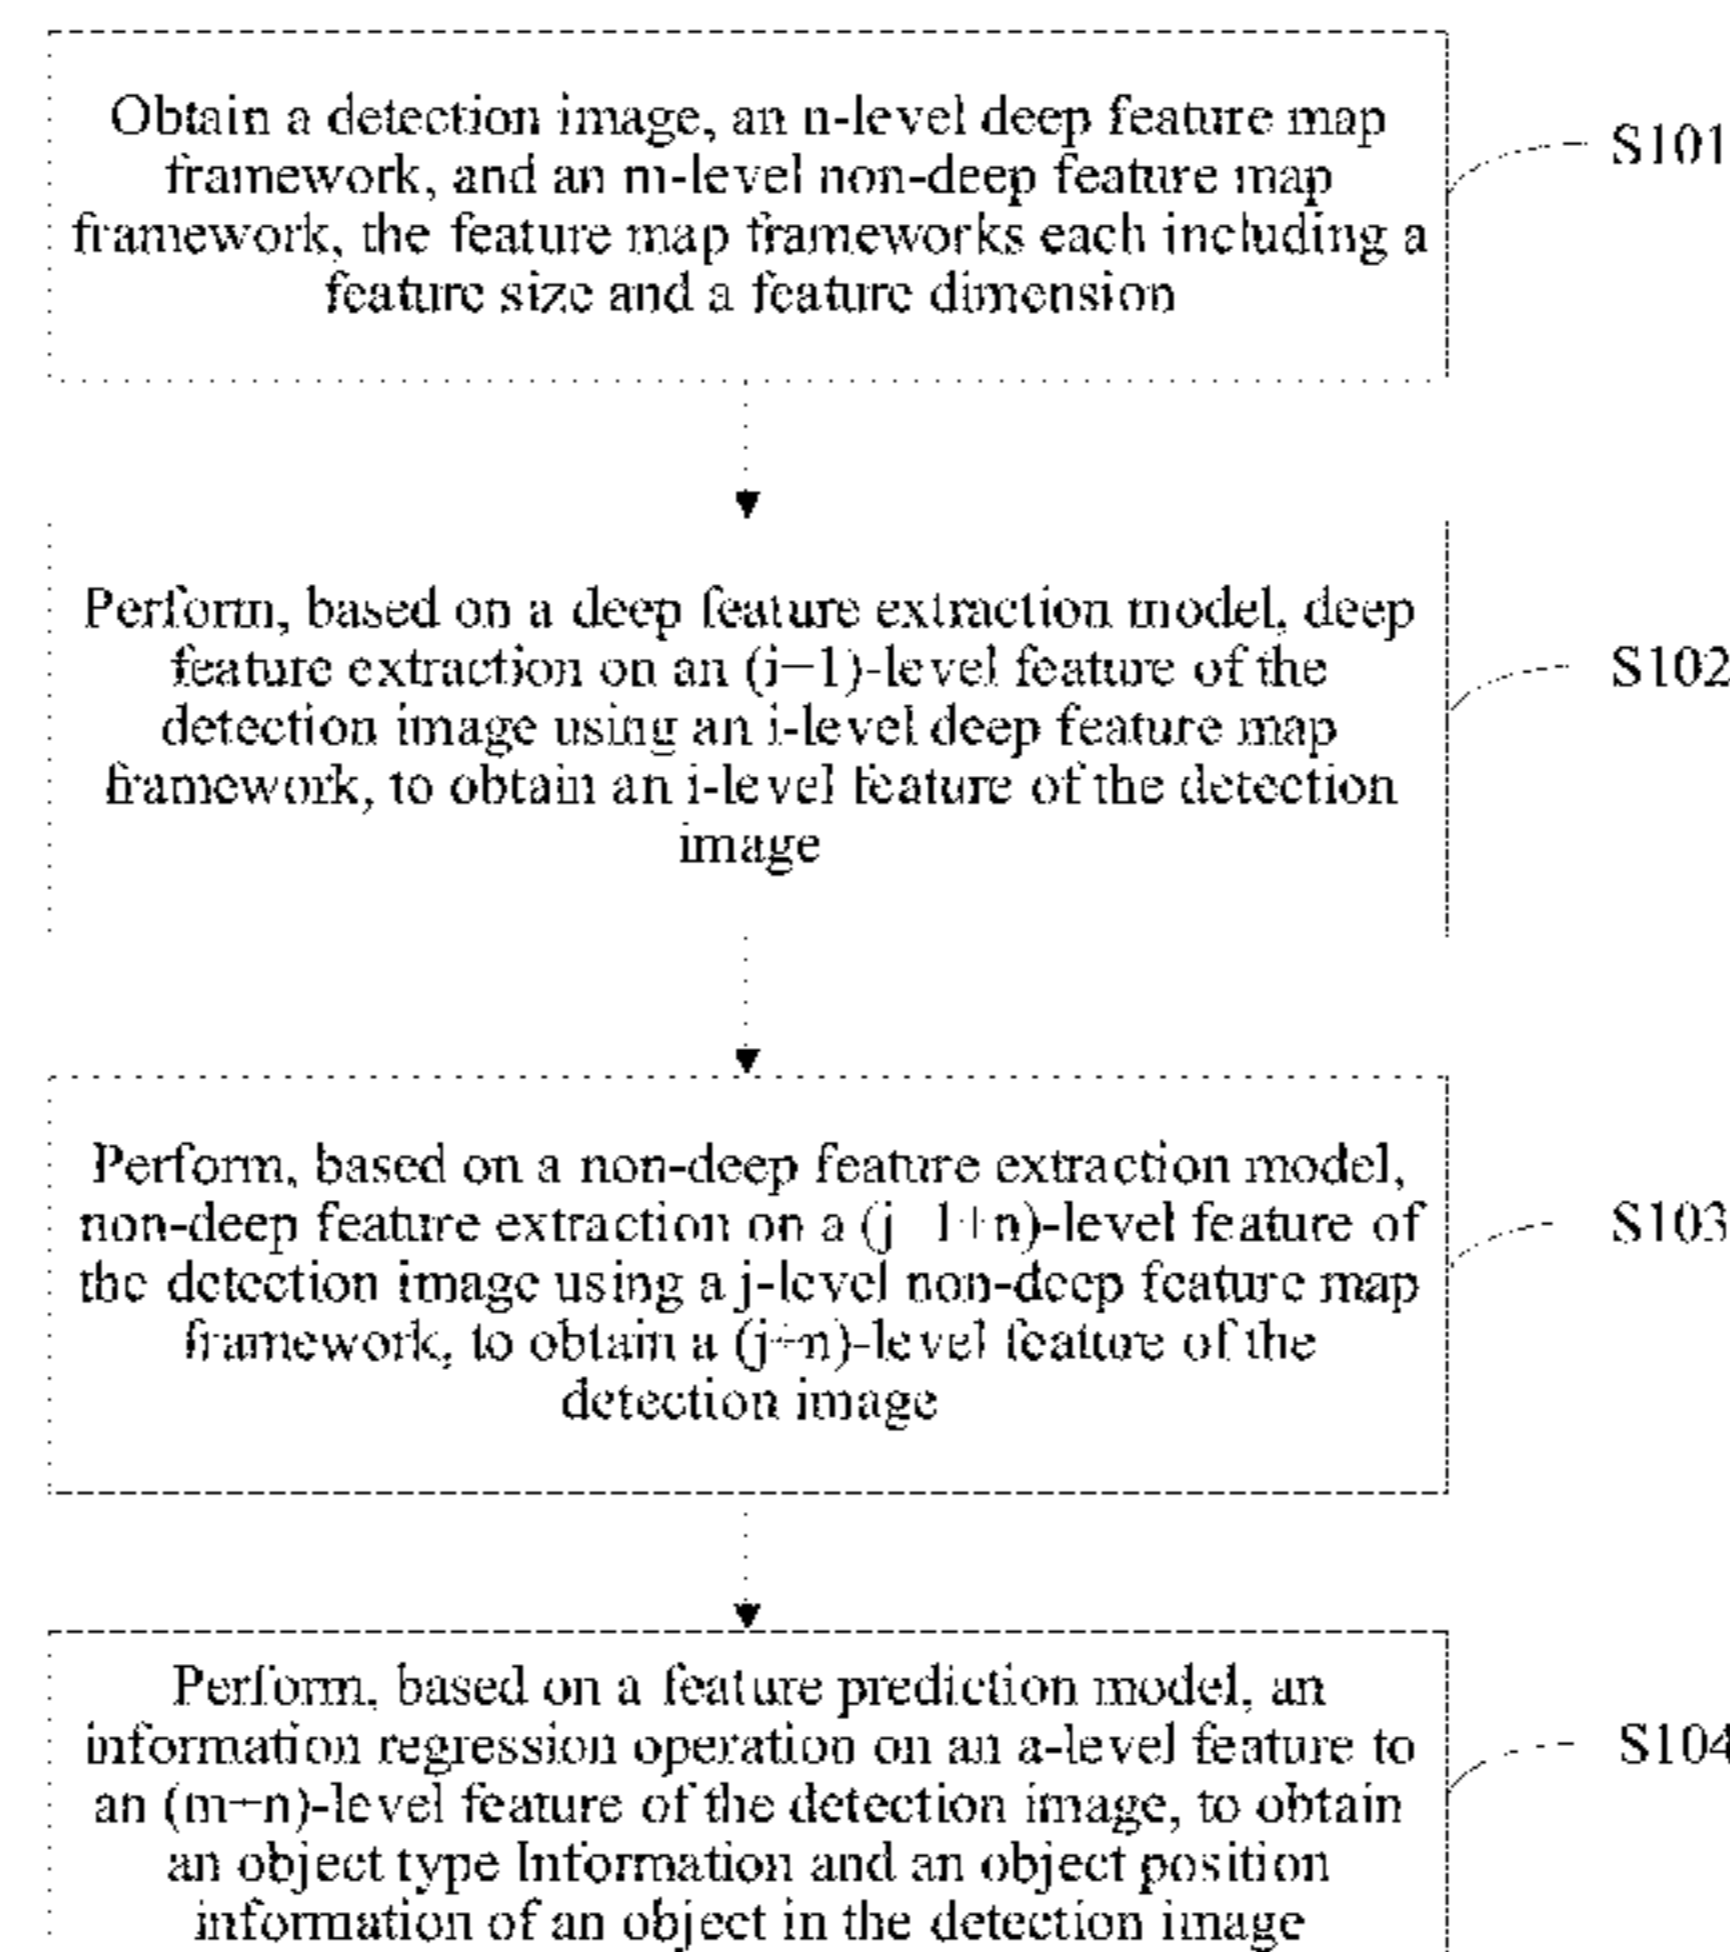 Obtain a detection image, an n-level deep feature map
framework, and an m-level non-deep feature map
framework, the feature map frameworks each including a
feature size and a feature dimension
S101
Perform, based on a deep feature extraction model, deep
feature extraction on an (i−1)-level feature of the
detection image using an i-level deep feature map
framework, to obtain an i-level feature of the detection
image
S102
Perform, based on a non-deep feature extraction model,
non-deep feature extraction on a (j−1+n)-level feature of
the detection image using a j-level non-deep feature map
framework, to obtain a (j+n)-level feature of the
detection image
S103
Perform, based on a feature prediction model, an
information regression operation on an a-level feature to
an (m+n)-level feature of the detection image, to obtain
an object type Information and an object position
information of an object in the detection image
S104